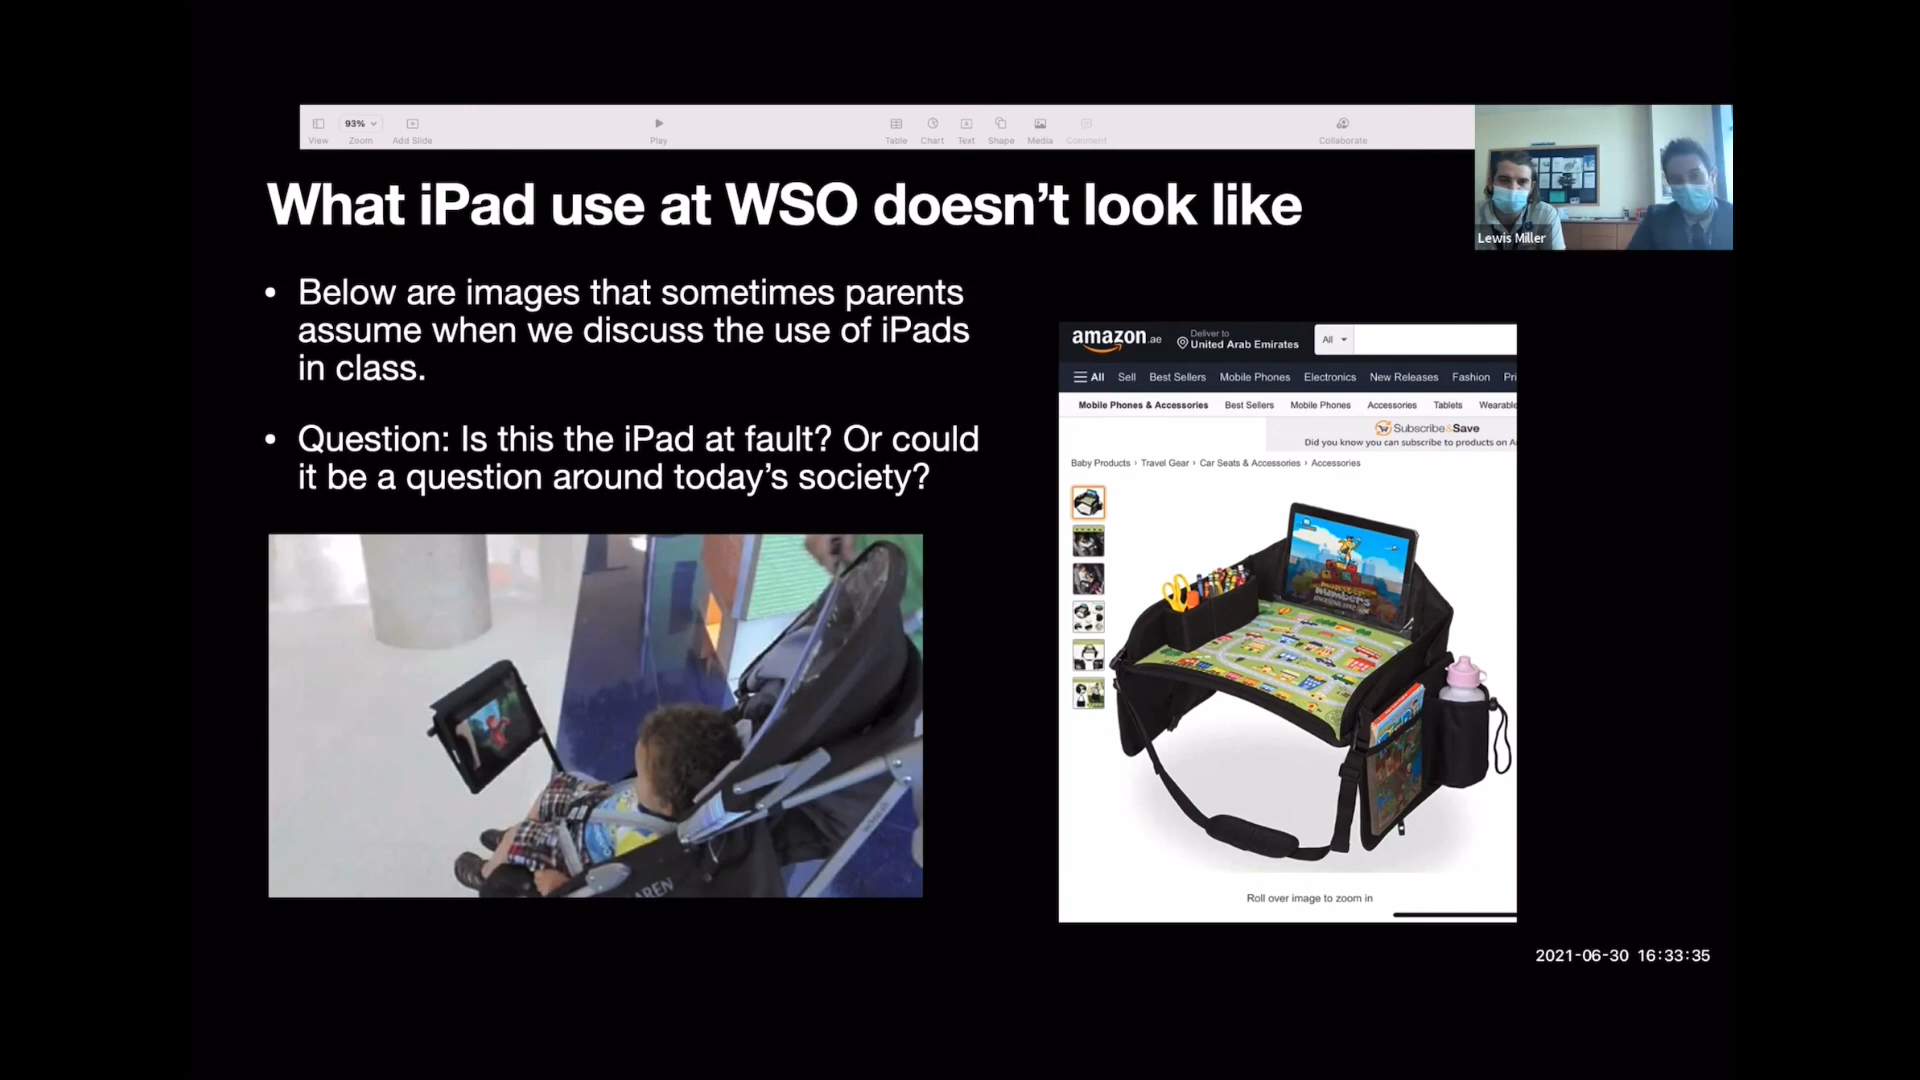 93%
View
Zoom
Add Slide
Play
Table
Chart
Text
Shape
Media
Comment
Collaborate
Lewis Miller
What iPad use at WSO doesn't look like
• Below are images that sometimes parents
assume when we discuss the use of iPads
in class.
• Question: Is this the iPad at fault? Or could
it be a question around today's society?
amazon.ae
Deliver to
United Arab Emirates
All
All Sell Best Sellers Mobile Phones Electronics New Releases Fashion Pri
Mobile Phones & Accessories Best Sellers Mobile Phones Accessories Tablets Wearable
Subscribe & Save
Did you know you can subscribe to products on A
Baby Products › Travel Gear › Car Seats & Accessories › Accessories
Numbers
Roll over image to zoom in
AREN
2021-06-30 16:33:35